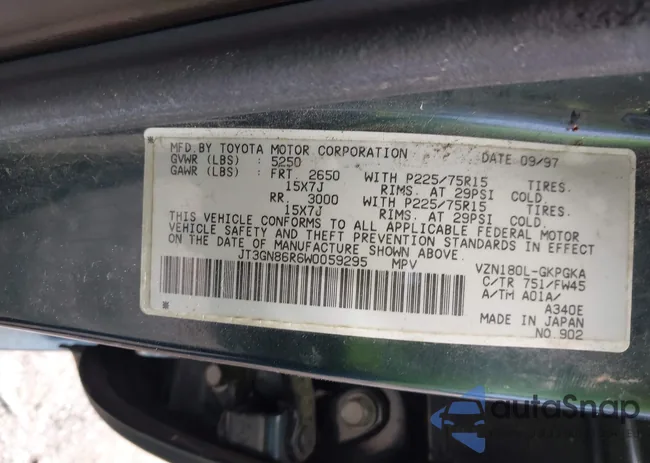 MFD BY TOYOTA MOTOR CORPORATION DATE 09/97
GVWR (LBS) : 5250
GAWR (LBS) : FRT. 2650 WITH P225/75R15 TIRES.
15X7J RIMS. AT 29PSI COLD.
RR. 3000 WITH P225/75R15 TIRES.
15X7J RIMS. AT 29PSI COLD.
THIS VEHICLE CONFORMS TO ALL APPLICABLE FEDERAL MOTOR
VEHICLE SAFETY AND THEFT PREVENTION STANDARDS IN EFFECT
ON THE DATE OF MANUFACTURE SHOWN ABOVE.
JT3GN86R6W0059295 MPV
VZN180L-GKPGKA
C/TR 751/FW45
A/TM A01A/
A340E
MADE IN JAPAN
NO.902
autoSnap